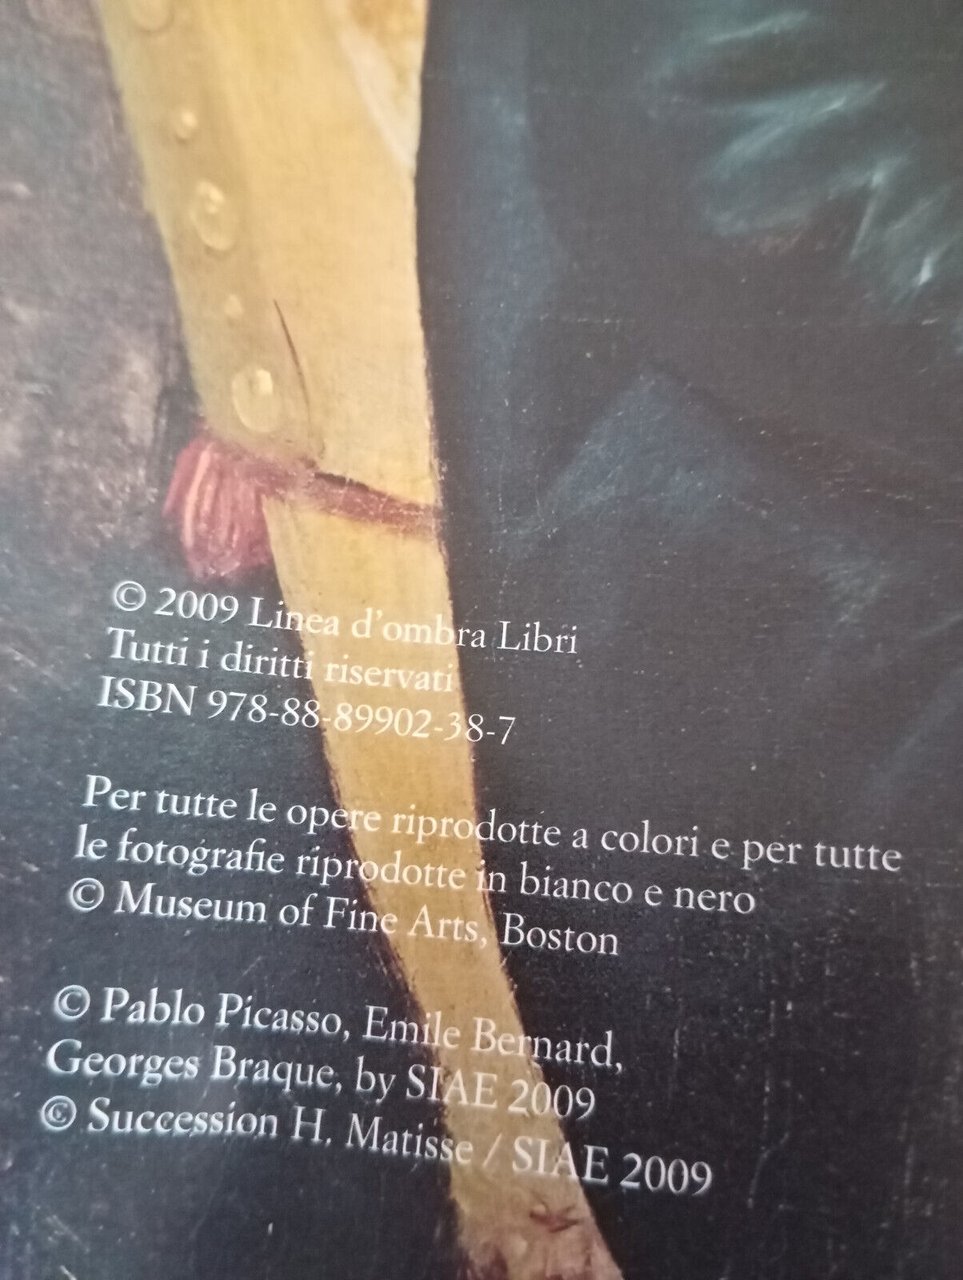 © 2009 Linea d'ombra Libri
Tutti i diritti riservati
ISBN 978-88-89902-38-7
Per tutte le opere riprodotte a colori e per tutte
le fotografie riprodotte in bianco e nero
© Museum of Fine Arts, Boston
© Pablo Picasso, Emile Bernard,
Georges Braque, by SIAE 2009
© Succession H. Matisse / SIAE 2009